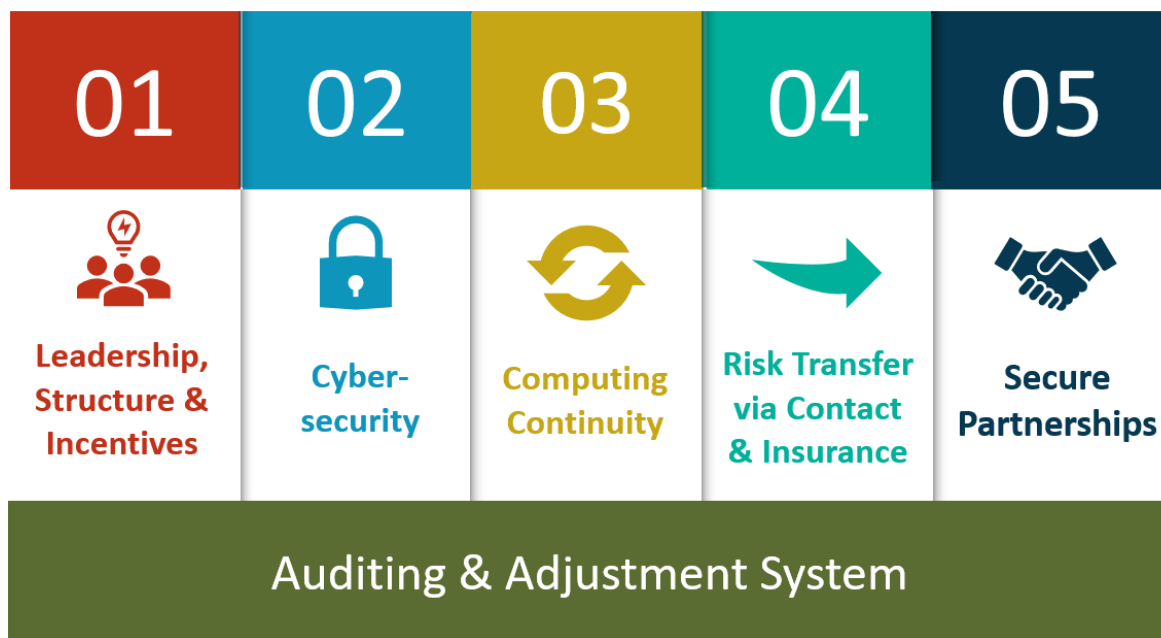 01
02
03
04
05
Leadership,
Structure &
Incentives
Cyber-
security
Computing
Continuity
Risk Transfer
via Contact
& Insurance
Secure
Partnerships
Auditing & Adjustment System